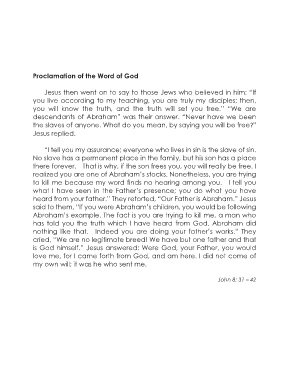 Proclamation of the Word of God
Jesus then went on to say to those Jews who believed in him: "If
you live according to my teaching, you are truly my disciples; then,
you will know the truth, and the truth will set you free." "We are
descendants of Abraham" was their answer. "Never have we been
the slaves of anyone. What do you mean, by saying you will be free?"
Jesus replied.
"I tell you my assurance; everyone who lives in sin is the slave of sin.
No slave has a permanent place in the family, but his son has a place
there forever. That is why, if the son frees you, you will really be free. I
realized you are one of Abraham's stocks. Nonetheless, you are trying
to kill me because my word finds no hearing among you. I tell you
what I have seen in the Father's presence; you do what you have
heard from your father." They retorted, "Our Father is Abraham." Jesus
said to them, "If you were Abraham's children, you would be following
Abraham's example. The fact is you are trying to kill me, a man who
has told you the truth which I have heard from God. Abraham did
nothing like that. Indeed you are doing your father's works." They
cried, "We are no legitimate breed! We have but one father and that
is God himself." Jesus answered: Were God, your Father, you would
love me, for I came forth from God, and am here. I did not come of
my own will; it was he who sent me.
John 8: 31 – 42